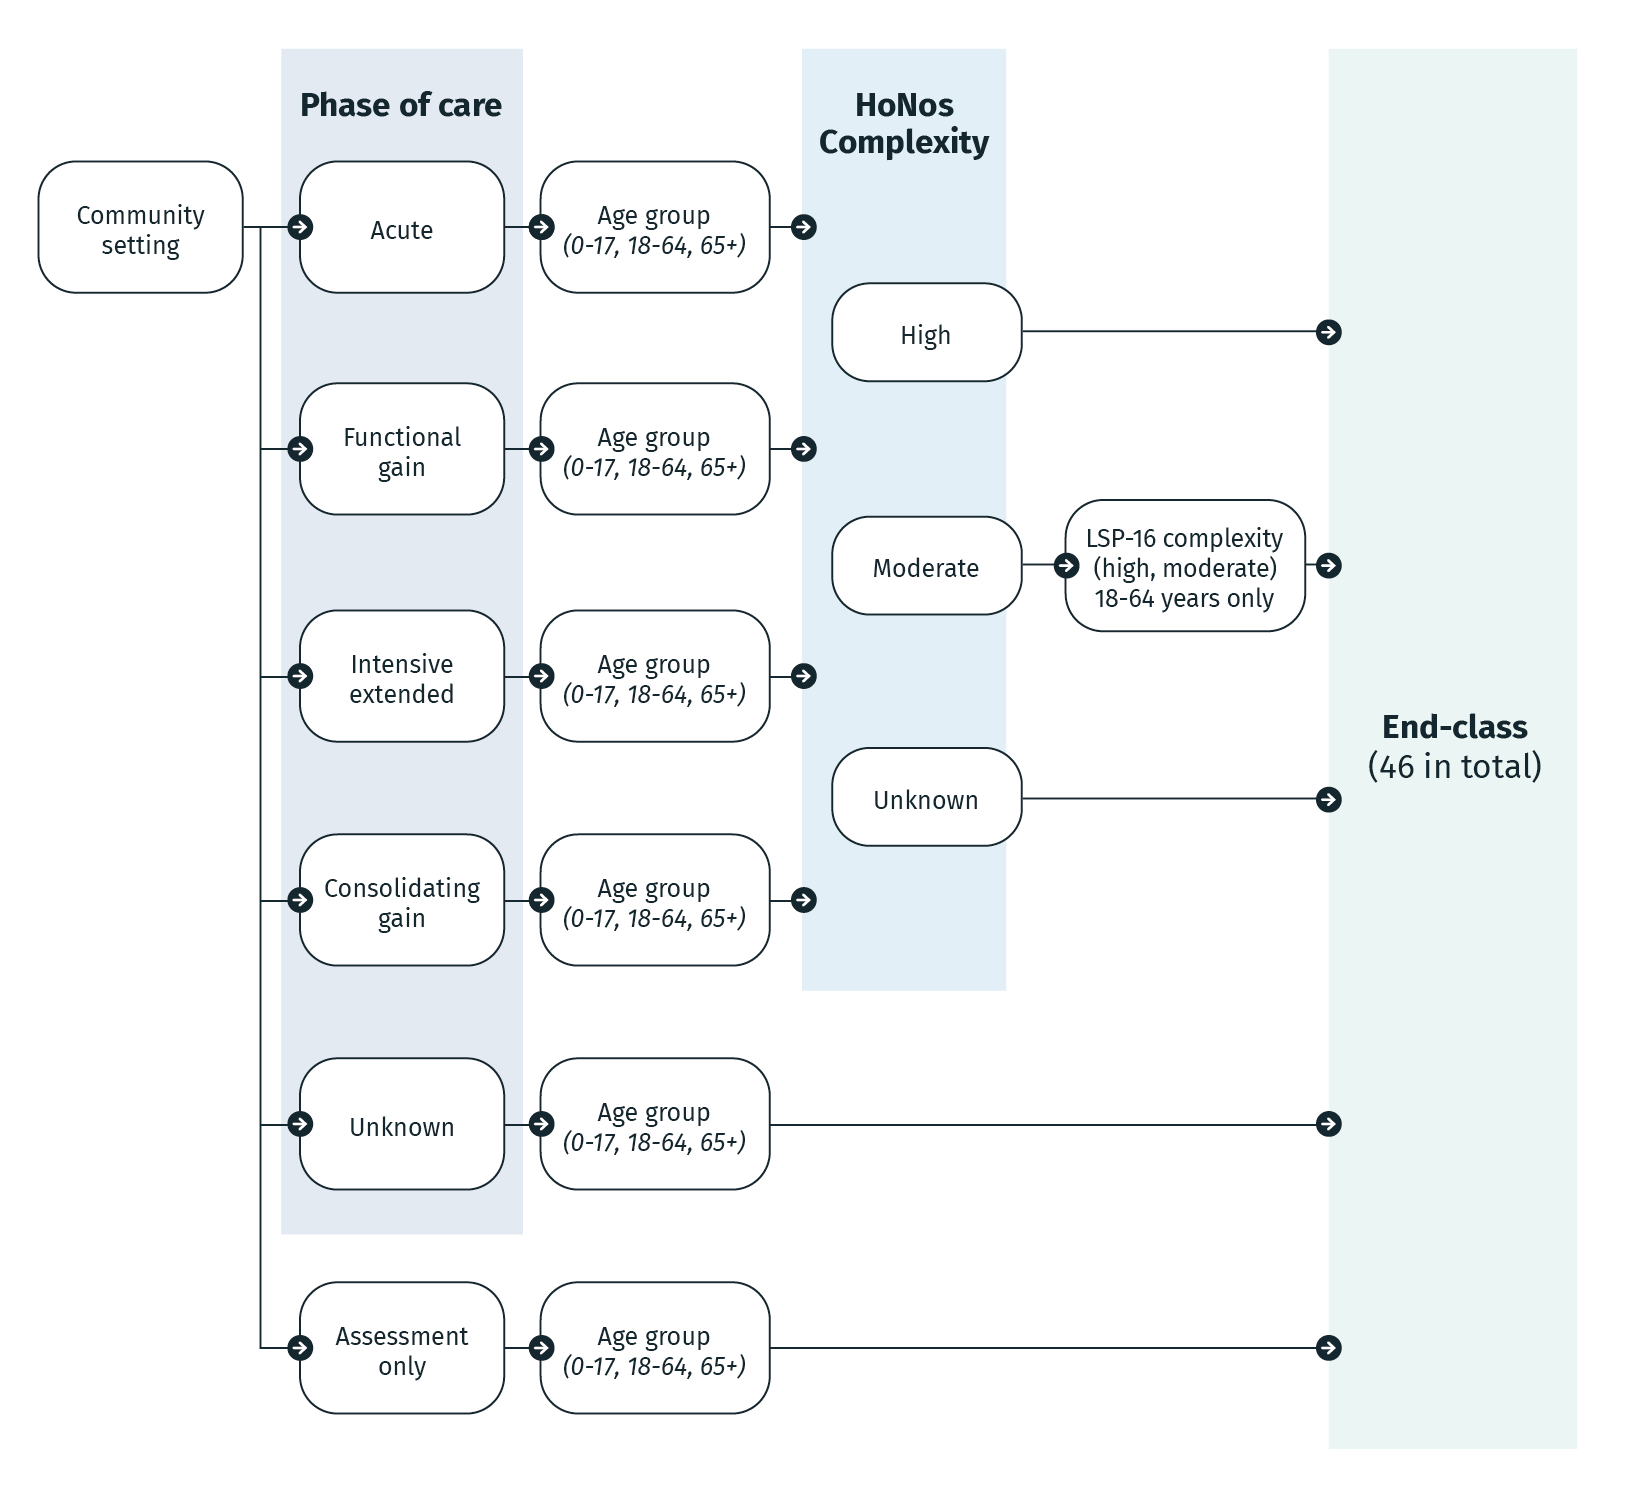 Phase of care
HoNos
Complexity
Community
setting
Acute
Age group
(0-17, 18-64, 65+)
High
Functional
gain
Age group
(0-17, 18-64, 65+)
Moderate
LSP-16 complexity
(high, moderate)
18-64 years only
Intensive
extended
Age group
(0-17, 18-64, 65+)
End-class
(46 in total)
Unknown
Consolidating
gain
Age group
(0-17, 18-64, 65+)
Unknown
Age group
(0-17, 18-64, 65+)
Assessment
only
Age group
(0-17, 18-64, 65+)